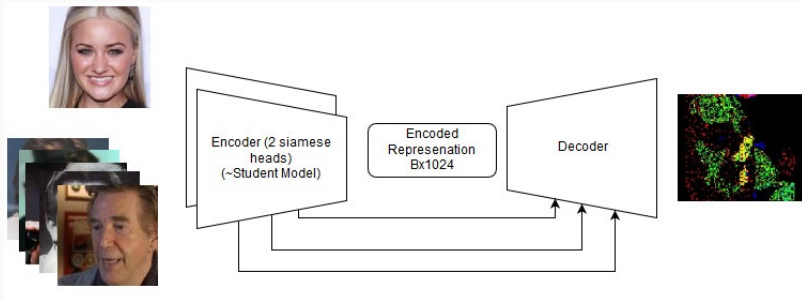 Encoder (2 siamese
heads)
(~Student Model)
Encoded
Represenation
Bx1024
Decoder